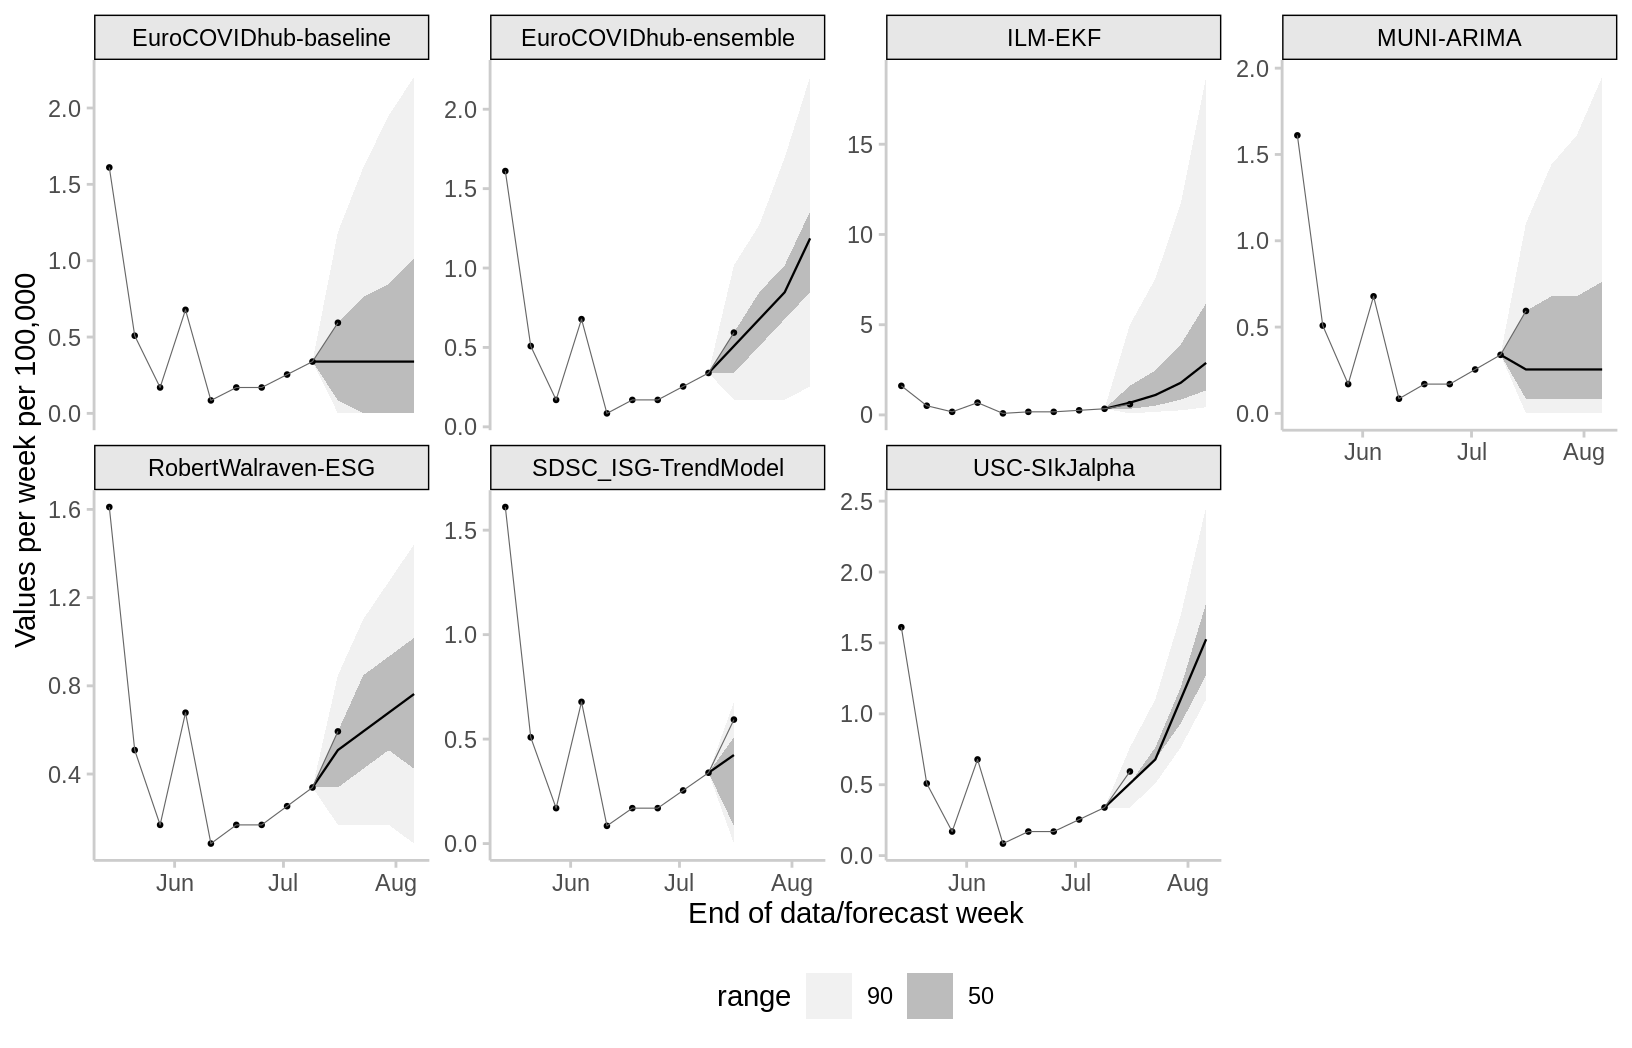 EuroCOVIDhub-baseline
EuroCOVIDhub-ensemble
ILM-EKF
MUNI-ARIMA
2.0
1.5
1.0
0.5
0.0
2.0
1.5
1.0
0.5
0.0
15
10
5
0
2.0
1.5
1.0
0.5
0.0
Jun Jul Aug
RobertWalraven-ESG
SDSC_ISG-TrendModel
USC-SIkJalpha
1.6
1.2
0.8
0.4
1.5
1.0
0.5
0.0
2.5
2.0
1.5
1.0
0.5
0.0
Jun Jul Aug
Jun Jul Aug
Jun Jul Aug
Values per week per 100,000
End of data/forecast week
range 90 50